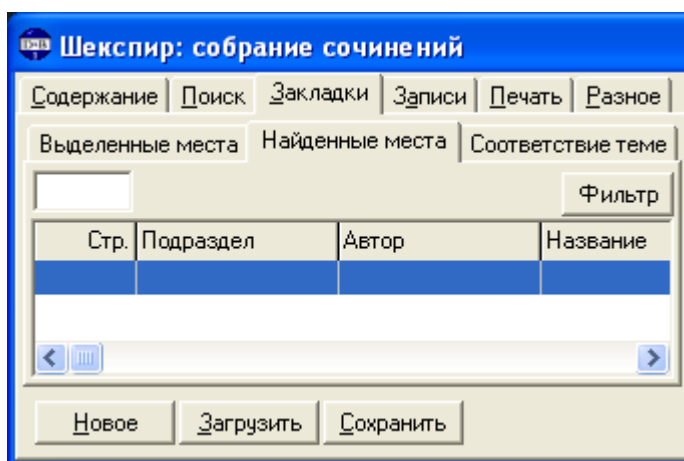 Шекспир: собрание сочинений
Содержание Поиск Закладки Записи Печать Разное
Выделенные места Найденные места Соответствие теме
Фильтр
Стр. Подраздел Автор Название
Новое Загрузить Сохранить